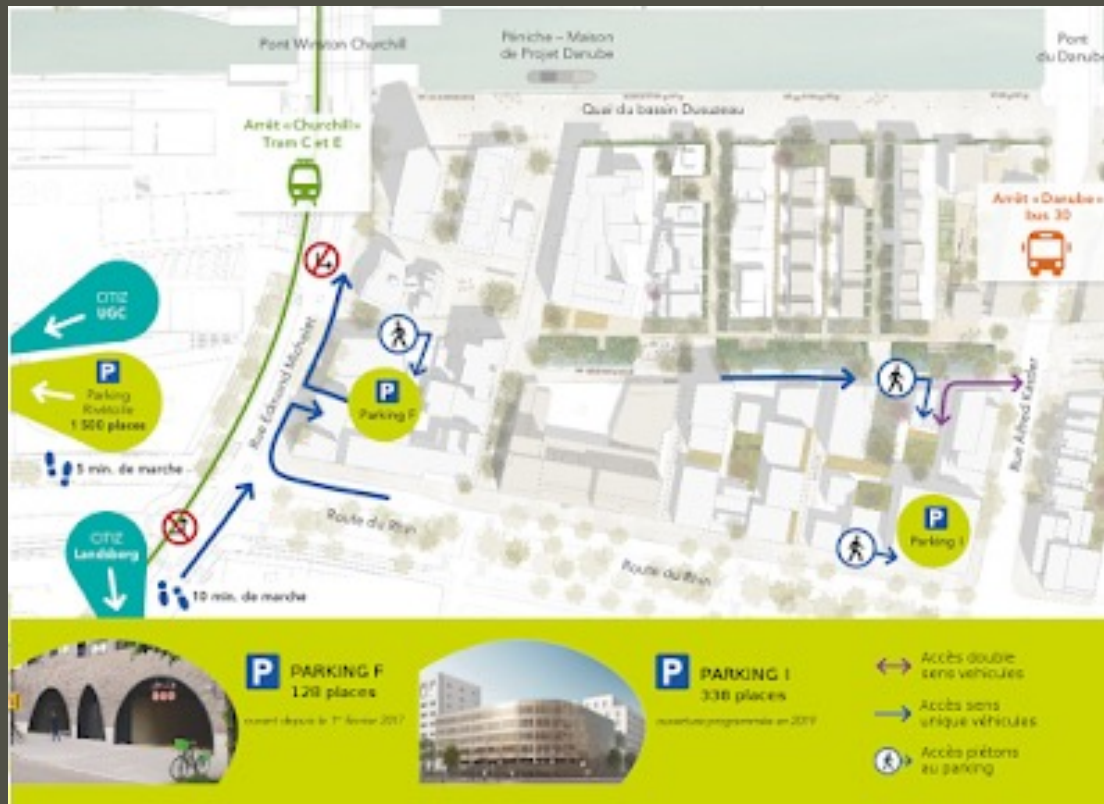 Pont Winston Churchill
Péniche – Maison
de Projet Danube
Pont
du Danube
Quai du bassin Dusuzeau
Arrêt «Churchill»
Tram C et E
Arrêt «Danube»
bus 30
CITIZ
UGC
P
Parking
Rivétoile
1 500 places
Rue Edmond Michelet
P
Parking F
5 min. de marche
Rue Alfred Kastler
Route du Rhin
P
Parking I
CITIZ
Landsberg
Route du Rhin
10 min. de marche
P
PARKING F
128 places
ouvert depuis le 1er février 2017
P
PARKING I
338 places
ouverture programmée en 2019
Accès double
sens vehicules
Accès sens
unique véhicules
Accès piétons
au parking